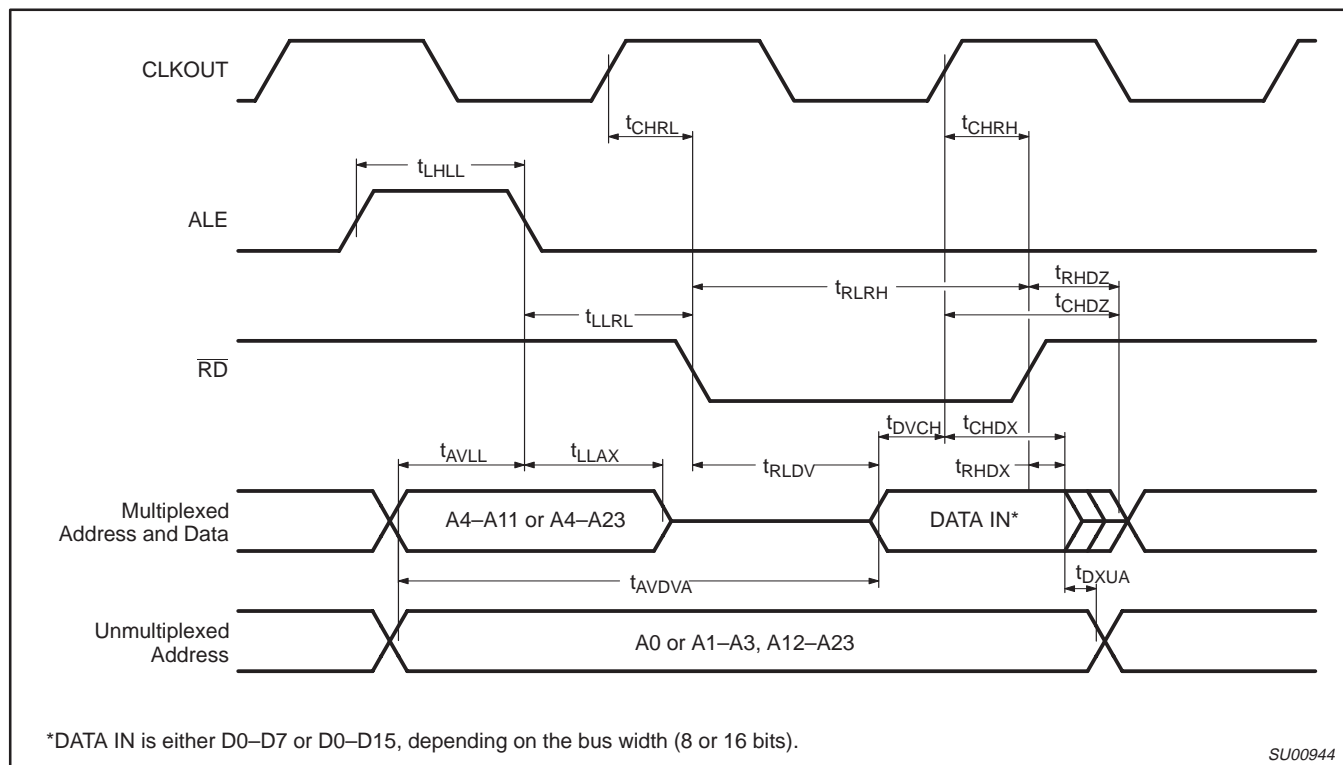 CLKOUT
tCHRL
tCHRH
tLHLL
ALE
tRLRH
tRHDZ
tCHDZ
tLLRL
RD
tAVLL
tLLAX
tRLDV
tDVCH
tCHDX
tRHDX
Multiplexed
Address and Data
A4–A11 or A4–A23
DATA IN*
tAVDVA
tDXUA
Unmultiplexed
Address
A0 or A1–A3, A12–A23
*DATA IN is either D0–D7 or D0–D15, depending on the bus width (8 or 16 bits).
SU00944